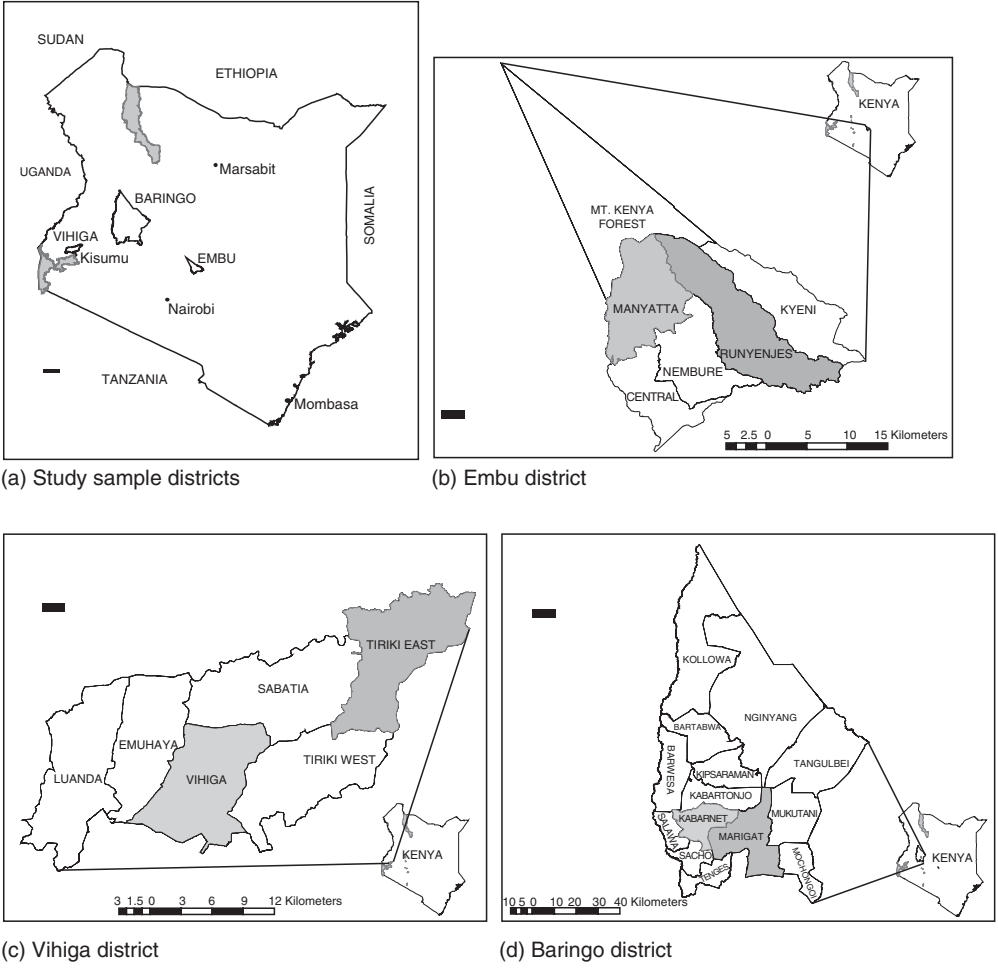 SUDAN
ETHIOPIA
UGANDA
Marsabit
BARINGO
SOMALIA
VIHIGA
Kisumu
EMBU
Nairobi
TANZANIA
Mombasa
(a) Study sample districts
KENYA
MT. KENYA
FOREST
MANYATTA
KYENI
RUNYENJES
NEMBURE
CENTRAL
5 2.5 0 5 10 15 Kilometers
(b) Embu district
TIRIKI EAST
SABATIA
EMUHAYA
TIRIKI WEST
LUANDA
VIHIGA
KENYA
3 1.5 0 3 6 9 12 Kilometers
(c) Vihiga district
KOLLOWA
NGINYANG
BARTABWA
BARWESA
TANGULBEI
KIPSARAMAN
KABARTONJO
MUKUTANI
KABARNET
SALAWA
MARIGAT
SACHO
MOCHONGOI
TENGES
KENYA
10 5 0 10 20 30 40 Kilometers
(d) Baringo district